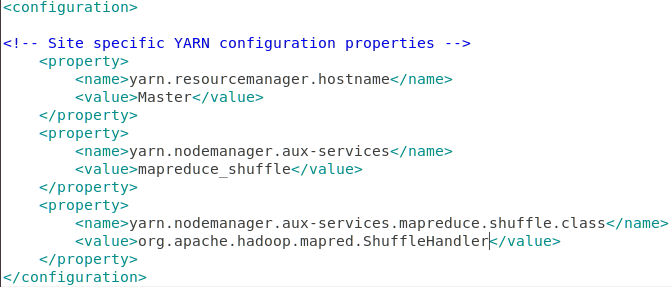 <configuration>

<!-- Site specific YARN configuration properties -->
    <property>
        <name>yarn.resourcemanager.hostname</name>
        <value>Master</value>
    </property>
    <property>
        <name>yarn.nodemanager.aux-services</name>
        <value>mapreduce_shuffle</value>
    </property>
    <property>
        <name>yarn.nodemanager.aux-services.mapreduce.shuffle.class</name>
        <value>org.apache.hadoop.mapred.ShuffleHandler</value>
    </property>
</configuration>